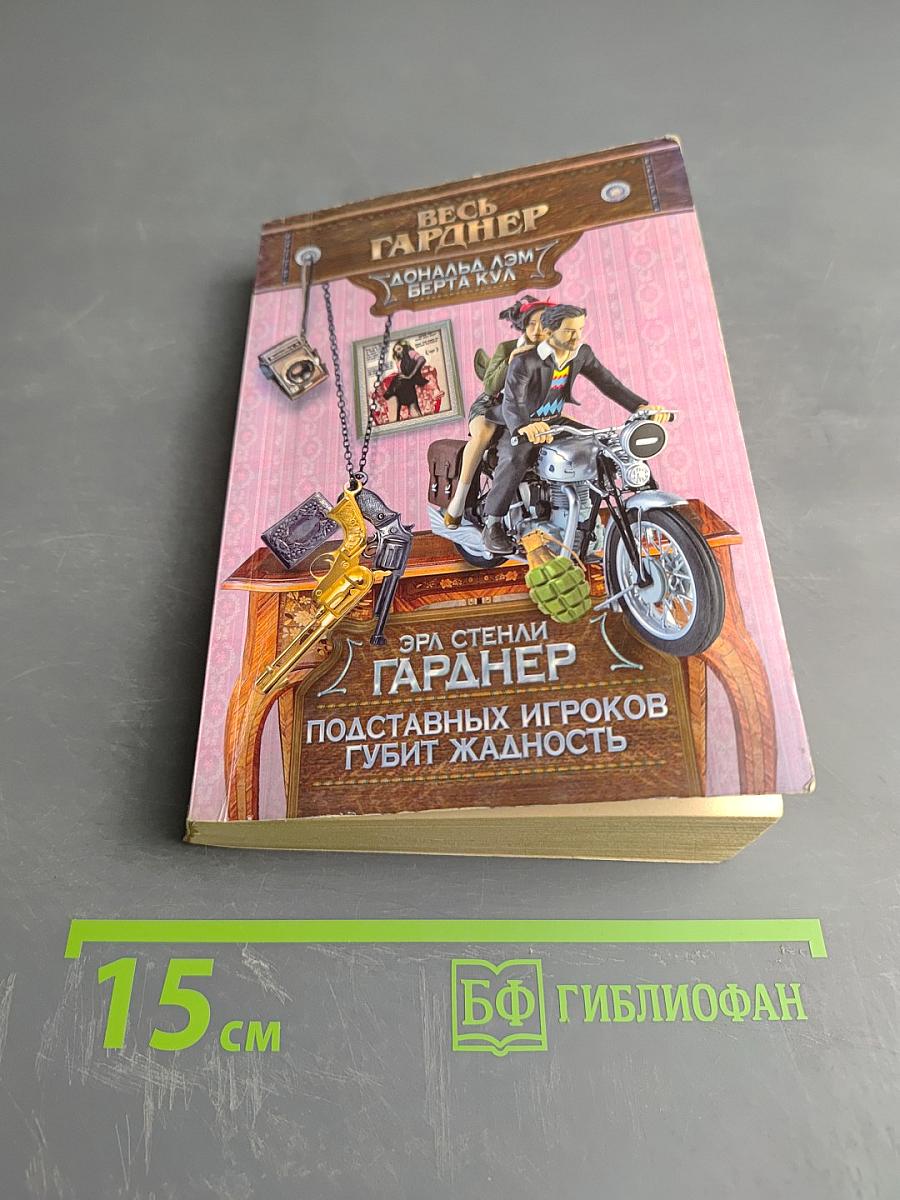 ВЕСЬ
ГАРДНЕР
ДОНАЛЬД ЛЭМ
БЕРТА КУЛ
ЭРЛ СТЕНЛИ
ГАРДНЕР
ПОДСТАВНЫХ ИГРОКОВ
ГУБИТ ЖАДНОСТЬ
15 см
БФ ГИБЛИОФАН